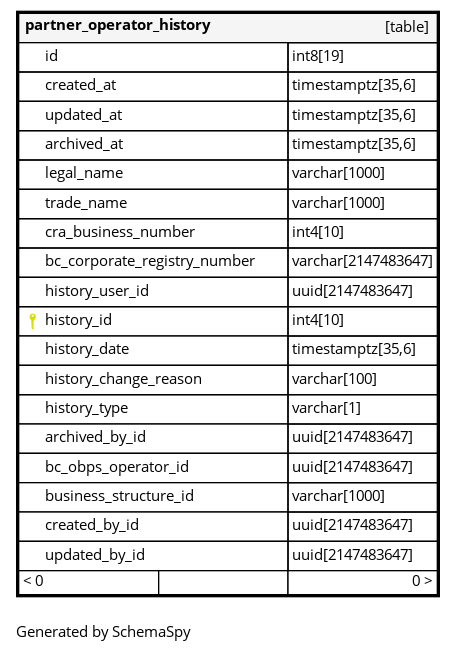 partner_operator_history [table]
id int8[19]
created_at timestamptz[35,6]
updated_at timestamptz[35,6]
archived_at timestamptz[35,6]
legal_name varchar[1000]
trade_name varchar[1000]
cra_business_number int4[10]
bc_corporate_registry_number varchar[2147483647]
history_user_id uuid[2147483647]
history_id int4[10]
history_date timestamptz[35,6]
history_change_reason varchar[100]
history_type varchar[1]
archived_by_id uuid[2147483647]
bc_obps_operator_id uuid[2147483647]
business_structure_id varchar[1000]
created_by_id uuid[2147483647]
updated_by_id uuid[2147483647]
< 0 0 >
Generated by SchemaSpy